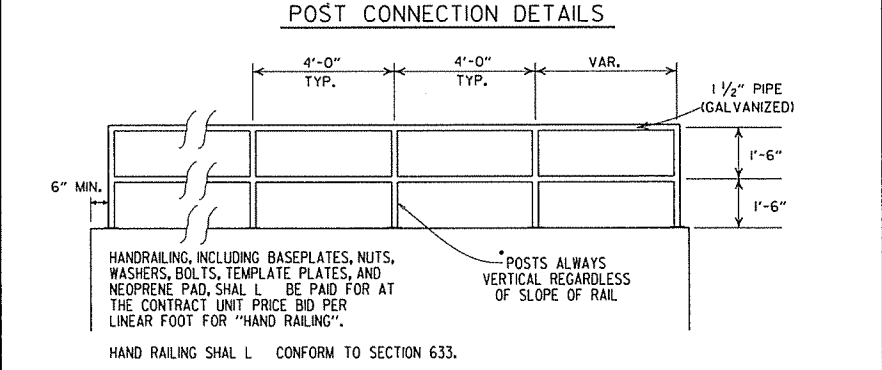 POST CONNECTION DETAILS
4'-0"
TYP.
4'-0"
TYP.
VAR.
1 1/2" PIPE
(GALVANIZED)
1'-6"
6" MIN.
1'-6"
HANDRAILING, INCLUDING BASEPLATES, NUTS,
WASHERS, BOLTS, TEMPLATE PLATES, AND
NEOPRENE PAD, SHAL L BE PAID FOR AT
THE CONTRACT UNIT PRICE BID PER
LINEAR FOOT FOR "HAND RAILING".
POSTS ALWAYS
VERTICAL REGARDLESS
OF SLOPE OF RAIL
HAND RAILING SHAL L CONFORM TO SECTION 633.